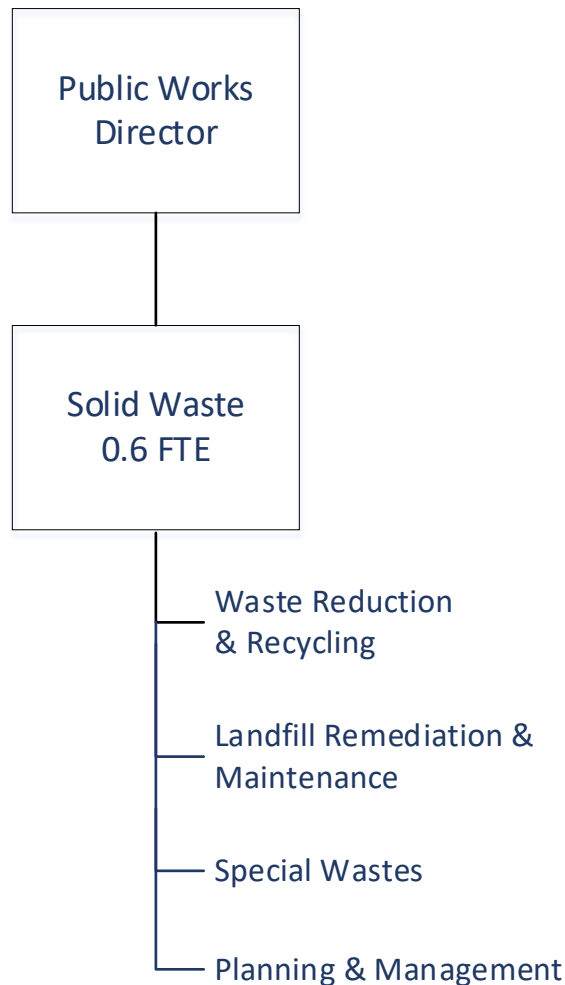 Public Works
Director
Solid Waste
0.6 FTE
Waste Reduction
& Recycling
Landfill Remediation &
Maintenance
Special Wastes
Planning & Management